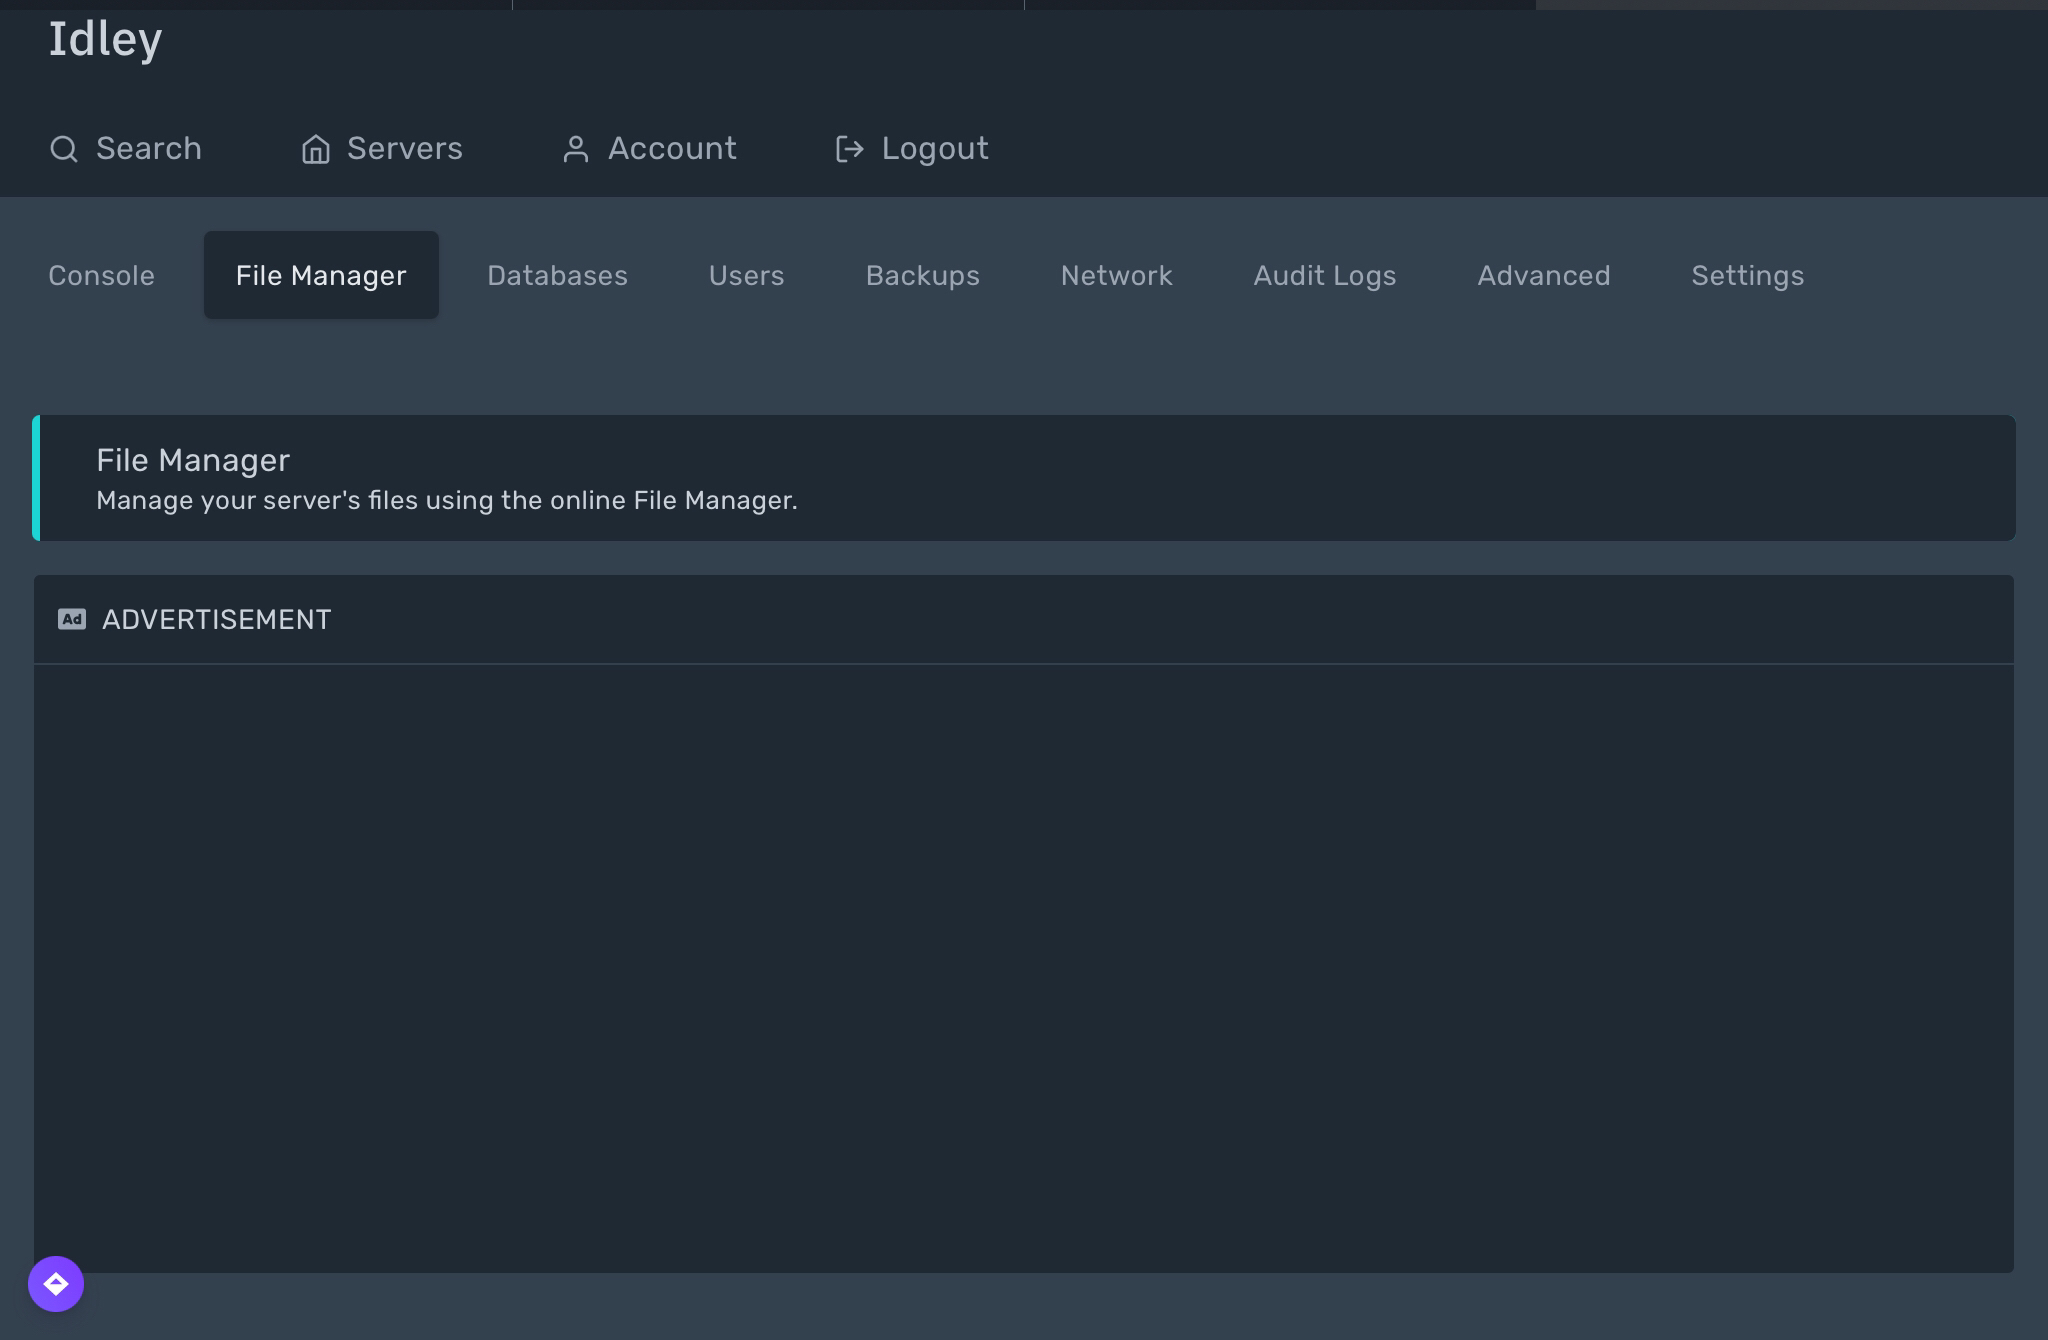 Idley
Search Servers Account Logout
Console File Manager Databases Users Backups Network Audit Logs Advanced Settings
File Manager
Manage your server's files using the online File Manager.
Ad ADVERTISEMENT